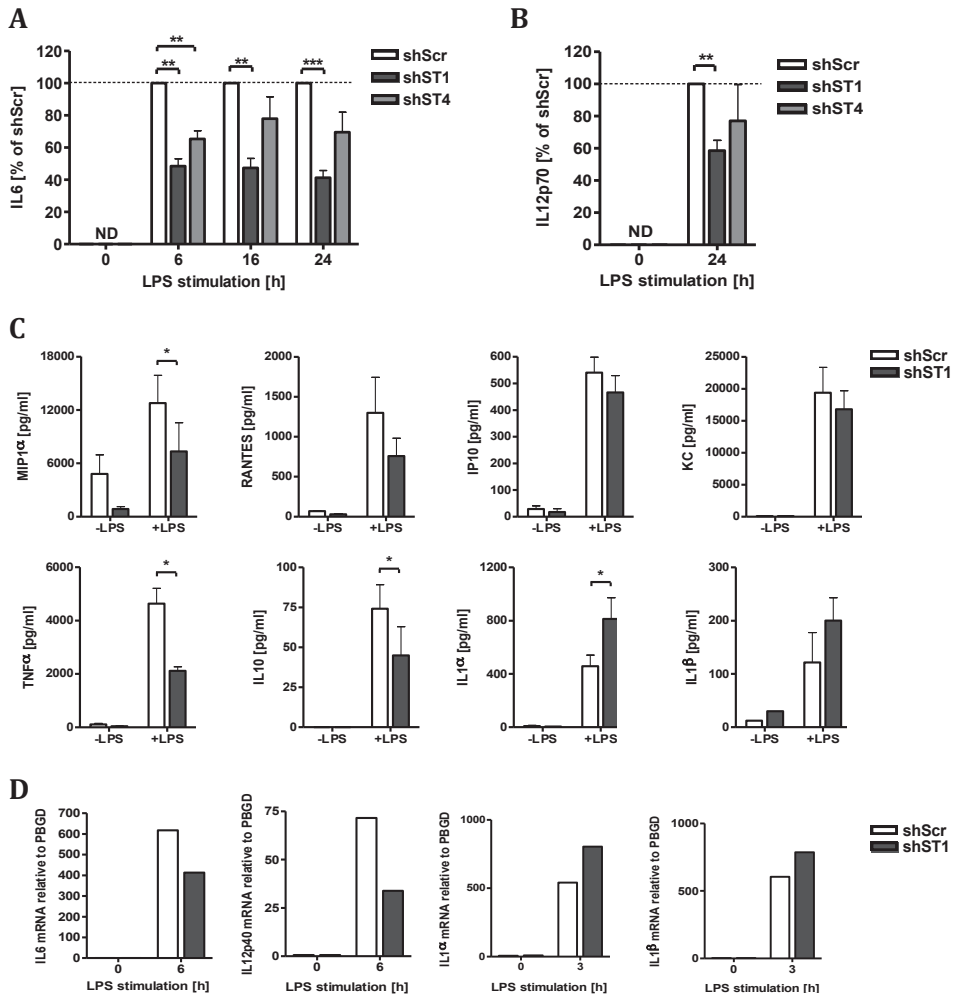 A
B
**
** ** ***
120
100
80
60
40
20
0
IL6 [% of shScr]
ND
0 6 16 24
LPS stimulation [h]
shScr
shST1
shST4
**
120
100
80
60
40
20
0
IL12p70 [% of shScr]
ND
0 24
LPS stimulation [h]
shScr
shST1
shST4
C
18000
12000
6000
0
MIP1α [pg/ml]
*
-LPS +LPS
2000
1500
1000
500
0
RANTES [pg/ml]
-LPS +LPS
600
500
400
300
200
100
0
IP10 [pg/ml]
-LPS +LPS
25000
20000
15000
10000
5000
0
KC [pg/ml]
-LPS +LPS
shScr
shST1
6000
4000
2000
0
TNFα [pg/ml]
*
-LPS +LPS
100
75
50
25
0
IL10 [pg/ml]
*
-LPS +LPS
1200
800
400
0
IL1α [pg/ml]
*
-LPS +LPS
300
200
100
0
IL1β [pg/ml]
-LPS +LPS
D
700
600
500
400
300
200
100
0
IL6 mRNA relative to PBGD
0 6
LPS stimulation [h]
75
50
25
0
IL12p40 mRNA relative to PBGD
0 6
LPS stimulation [h]
1000
500
0
IL1α mRNA relative to PBGD
0 3
LPS stimulation [h]
1000
500
0
IL1β mRNA relative to PBGD
0 3
LPS stimulation [h]
shScr
shST1